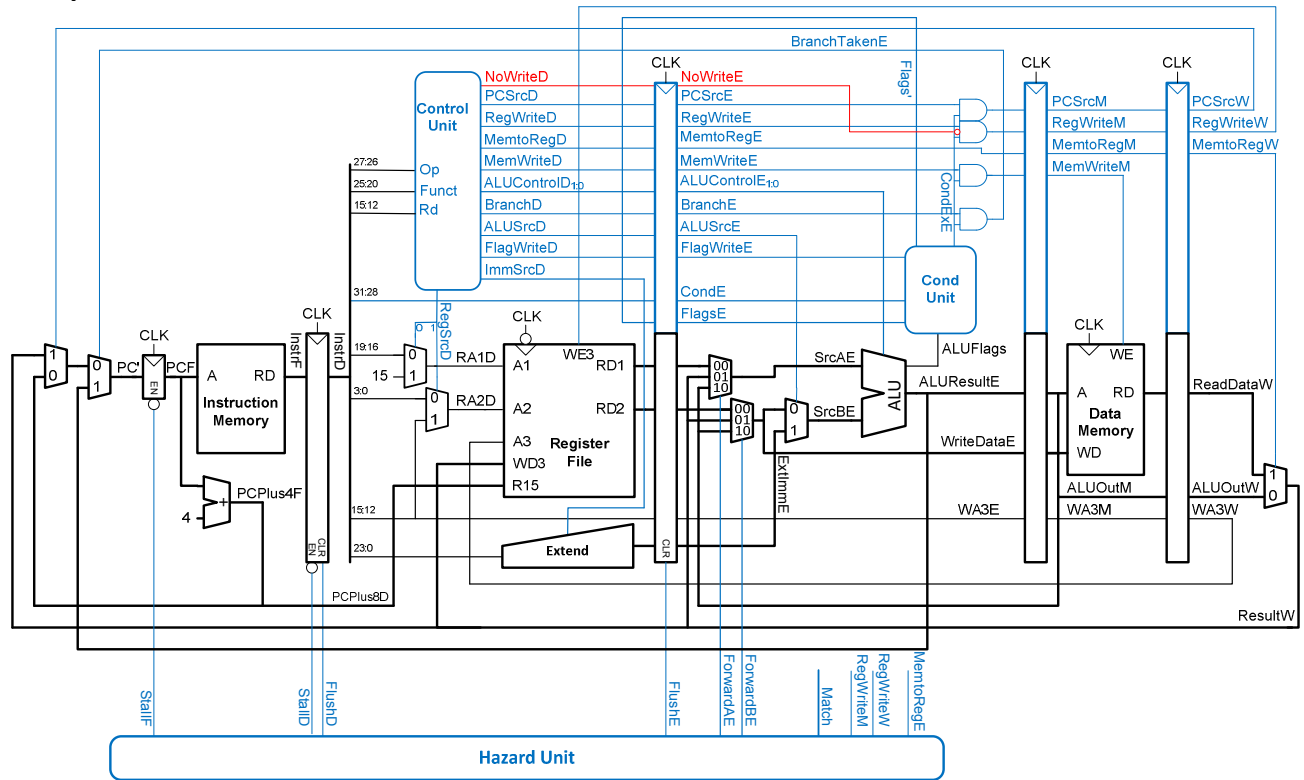 BranchTakenE
CLK
CLK
CLK
Flags'
Control
Unit
NoWriteD
PCSrcD
RegWriteD
MemtoRegD
MemWriteD
ALUControlD1:0
BranchD
ALUSrcD
FlagWriteD
ImmSrcD
NoWriteE
PCSrcE
RegWriteE
MemtoRegE
MemWriteE
ALUControlE1:0
BranchE
ALUSrcE
FlagWriteE
CondE
FlagsE
PCSrcM
RegWriteM
MemtoRegM
MemWriteM
PCSrcW
RegWriteW
MemtoRegW
27:26
25:20
15:12
Op
Funct
Rd
31:28
CondExE
Cond
Unit
RegSrcD
0 1
CLK
CLK
CLK
CLK
InstrF
InstrD
19:16
15
3:0
0
1
0
1
RA1D
RA2D
A1
A2
A3
WD3
R15
WE3
RD1
RD2
Register
File
1
0
0
1
PC'
PCF
EN
A
RD
Instruction
Memory
PCPlus4F
4
+
EN
CLR
15:12
23:0
Extend
CLR
PCPlus8D
00
01
10
00
01
10
0
1
SrcAE
SrcBE
ALU
ALUFlags
ALUResultE
WriteDataE
ExtImmE
WA3E
WE
A
RD
Data
Memory
WD
ReadDataW
ALUOutM
ALUOutW
WA3M
WA3W
1
0
ResultW
StallF
StallD
FlushD
FlushE
ForwardAE
ForwardBE
Match
RegWriteM
RegWriteW
MemtoRegE
Hazard Unit